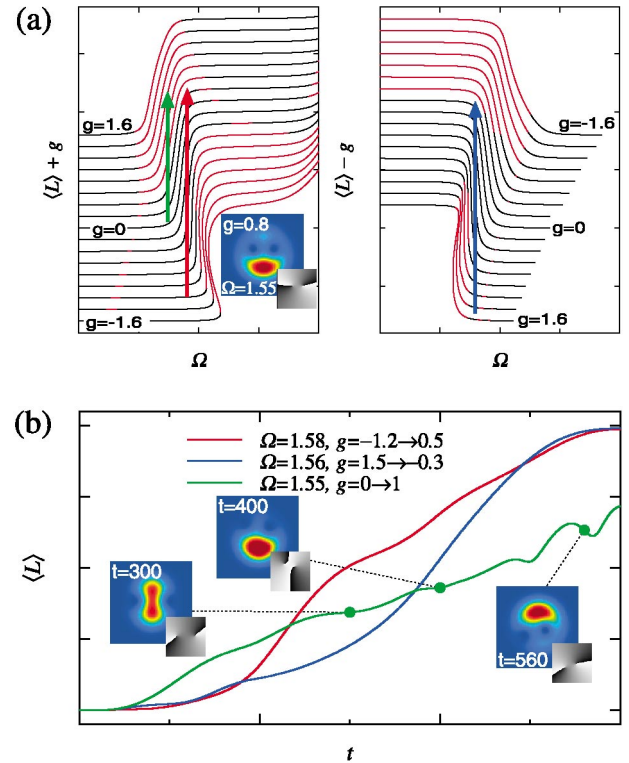 (a)
⟨L⟩ + g
g=1.6
g=0
g=-1.6
g=0.8
Ω=1.55
Ω
⟨L⟩ − g
g=-1.6
g=0
g=1.6
Ω
(b)
Ω=1.58, g=−1.2→0.5
Ω=1.56, g=1.5→−0.3
Ω=1.55, g=0→1
t=400
t=300
t=560
⟨L⟩
t